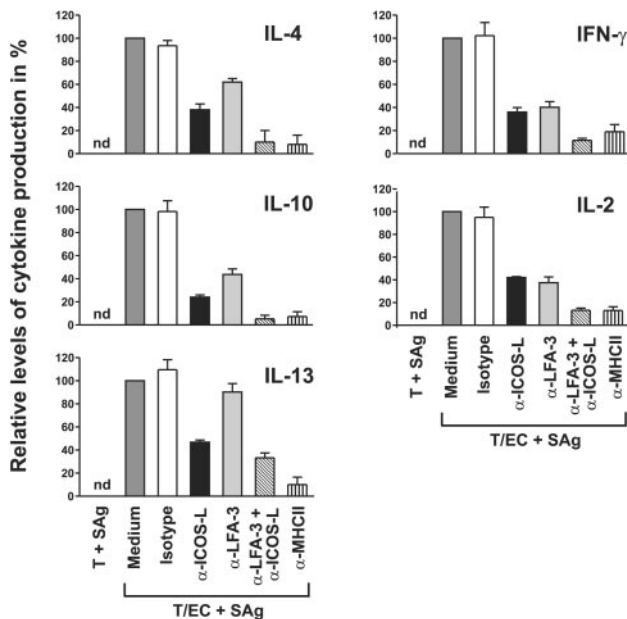 Relative levels of cytokine production in %
IL-4
120
100
80
60
40
20
0
nd
IL-10
120
100
80
60
40
20
0
nd
IL-13
120
100
80
60
40
20
0
nd
T + SAg
Medium
Isotype
α-ICOS-L
α-LFA-3
α-LFA-3 +
α-ICOS-L
α-MHCII
T/EC + SAg
IFN-γ
120
100
80
60
40
20
0
nd
IL-2
120
100
80
60
40
20
0
nd
T + SAg
Medium
Isotype
α-ICOS-L
α-LFA-3
α-LFA-3 +
α-ICOS-L
α-MHCII
T/EC + SAg